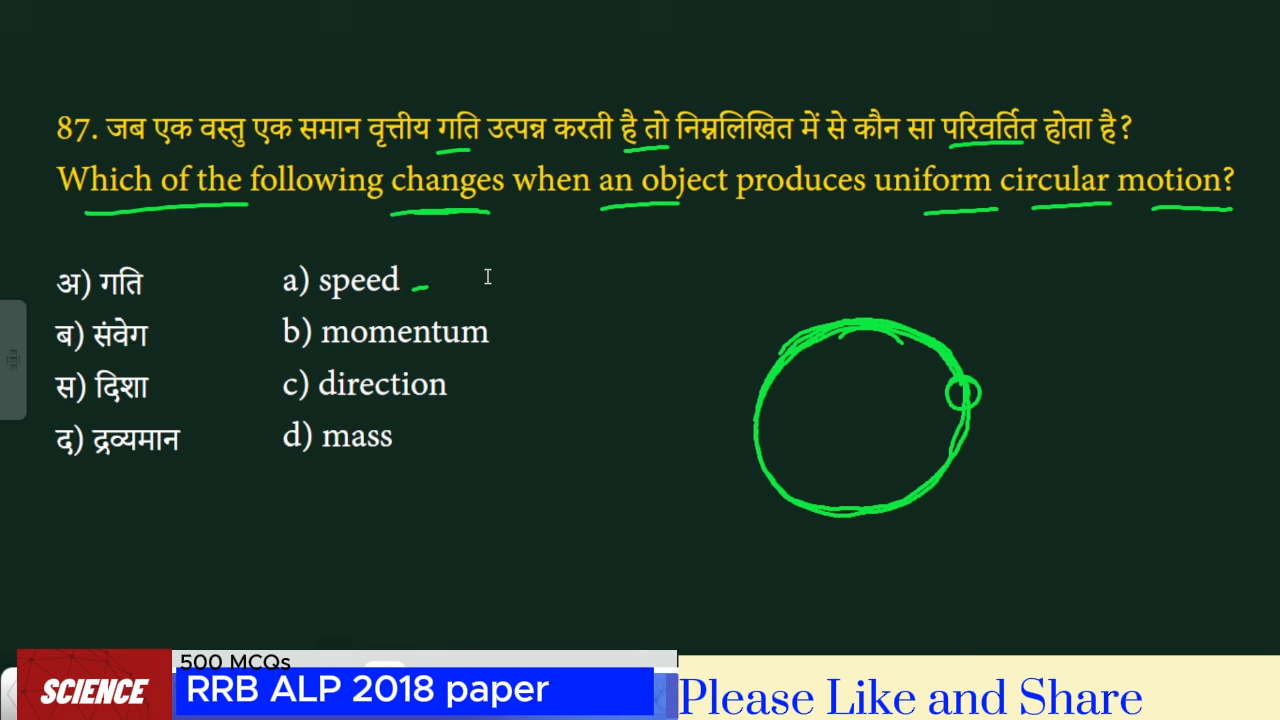 87. जब एक वस्तु एक समान वृत्तीय गति उत्पन्न करती है तो निम्नलिखित में से कौन सा परिवर्तित होता है?
Which of the following changes when an object produces uniform circular motion?
अ) गति a) speed
ब) संवेग b) momentum
स) दिशा c) direction
द) द्रव्यमान d) mass
500 MCQs
SCIENCE RRB ALP 2018 paper Please Like and Share